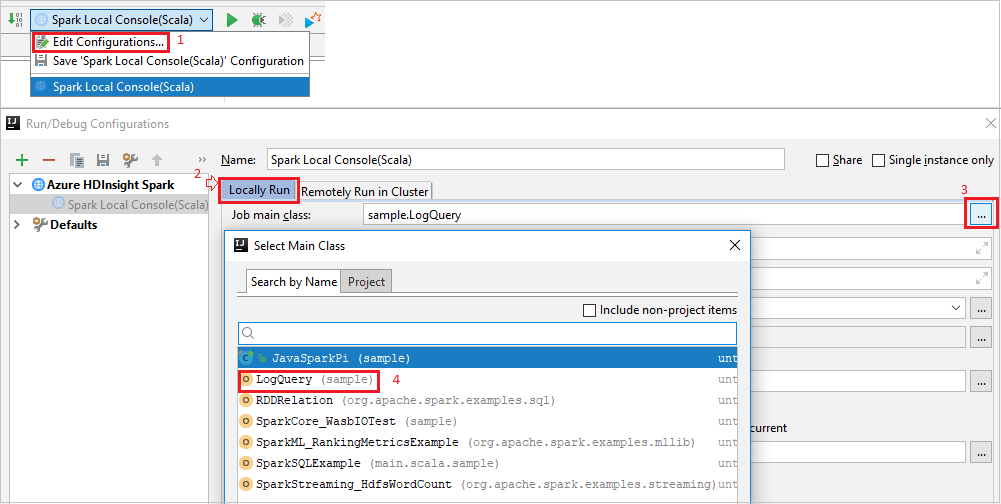 Spark Local Console(Scala)
Edit Configurations... 1
Save 'Spark Local Console(Scala)' Configuration
Spark Local Console(Scala)
Run/Debug Configurations
Name: Spark Local Console(Scala) Share Single instance only
Azure HDInsight Spark
Spark Local Console(Scala)
Defaults
2 Locally Run Remotely Run in Cluster 3
Job main class: sample.LogQuery ...
Select Main Class
Search by Name Project
Include non-project items
JavaSparkPi (sample) unt
LogQuery (sample) 4 unt
RDDRelation (org.apache.spark.examples.sql) unt
SparkCore_WasbIOTest (sample) unt
SparkML_RankingMetricsExample (org.apache.spark.examples.mllib) unt
SparkSQLExample (main.scala.sample) unt
SparkStreaming_HdfsWordCount (org.apache.spark.examples.streaming) unt
...
...
...
current
...